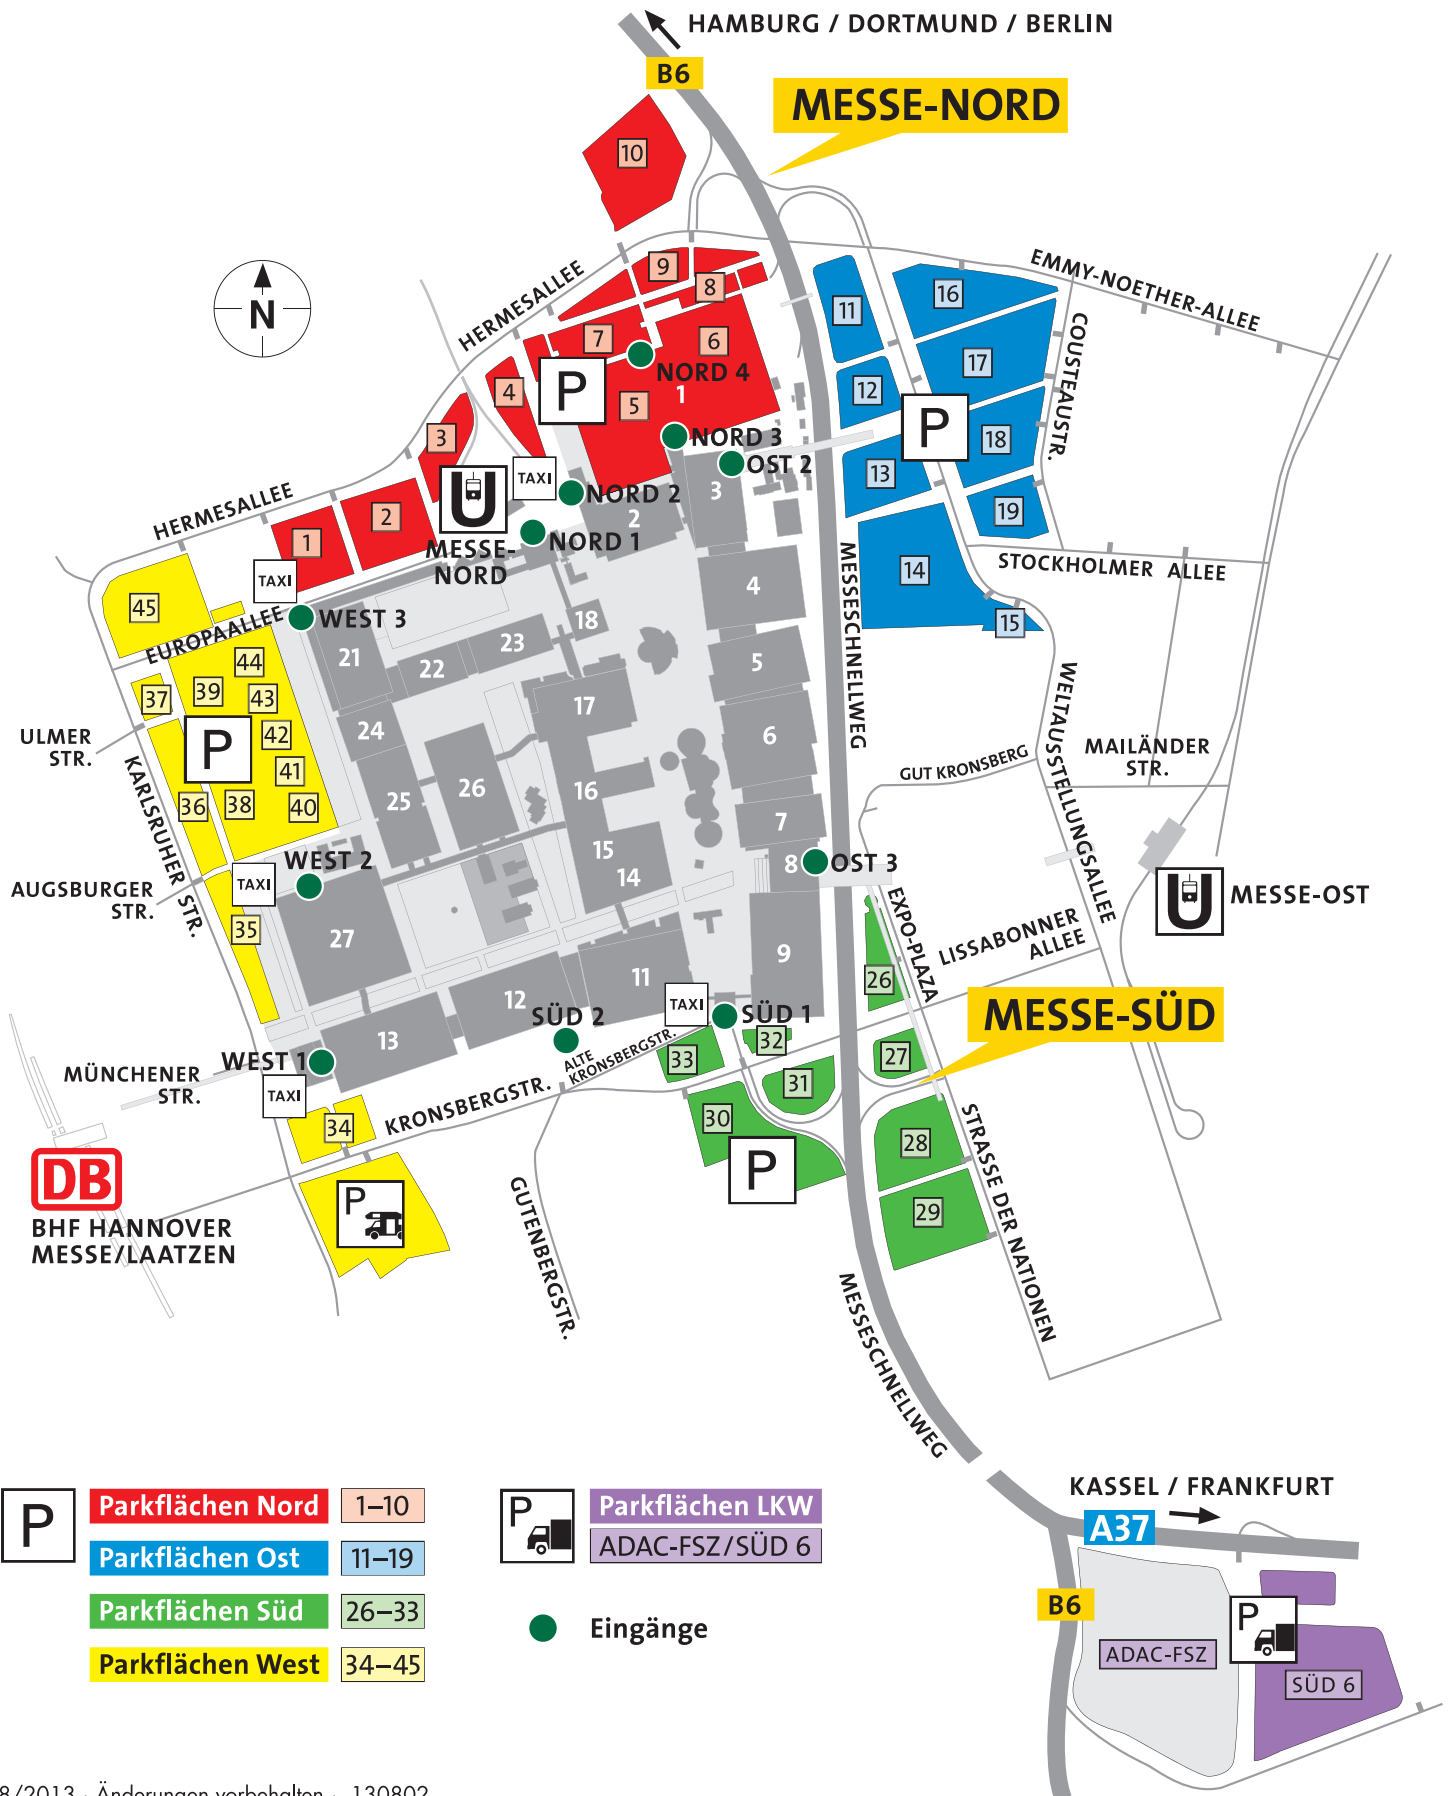 HAMBURG / DORTMUND / BERLIN
B6
MESSE-NORD
10
N
HERMESALLEE
9
8
7
6
11
16
EMMY-NOETHER-ALLEE
COUSTEAUSTR.
17
NORD 4
P
4
5
1
12
P
18
3
NORD 3
OST 2
13
TAXI
U
NORD 2
3
19
HERMESALLEE
2
1
2
NORD 1
MESSE-
NORD
MESSESCHNELLWEG
14
STOCKHOLMER ALLEE
TAXI
4
45
EUROPAALLEE
WEST 3
18
15
21
22
23
5
44
39
43
37
17
24
42
6
ULMER
STR.
P
41
WELTAUSSTELLUNGSALLEE
MAILÄNDER
STR.
GUT KRONSBERG
KARLSRUHER STR.
36
38
40
25
26
16
7
15
14
8
OST 3
WEST 2
TAXI
AUGSBURGER
STR.
35
27
U
MESSE-OST
EXPO-PLAZA
LISSABONNER
ALLEE
9
26
11
12
TAXI
SÜD 1
MESSE-SÜD
SÜD 2
13
WEST 1
ALTE
KRONSBERGSTR.
33
32
27
MÜNCHENER
STR.
TAXI
31
KRONSBERGSTR.
34
30
28
STRASSE DER NATIONEN
P
P
29
DB
BHF HANNOVER
MESSE/LAATZEN
GUTENBERGSTR.
MESSESCHNELLWEG
P
Parkflächen Nord
1–10
Parkflächen Ost
11–19
Parkflächen Süd
26–33
Parkflächen West
34–45
P
Parkflächen LKW
ADAC-FSZ/SÜD 6
Eingänge
KASSEL / FRANKFURT
A37
B6
P
ADAC-FSZ
SÜD 6
8/2013 - Änderungen vorbehalten - 130802